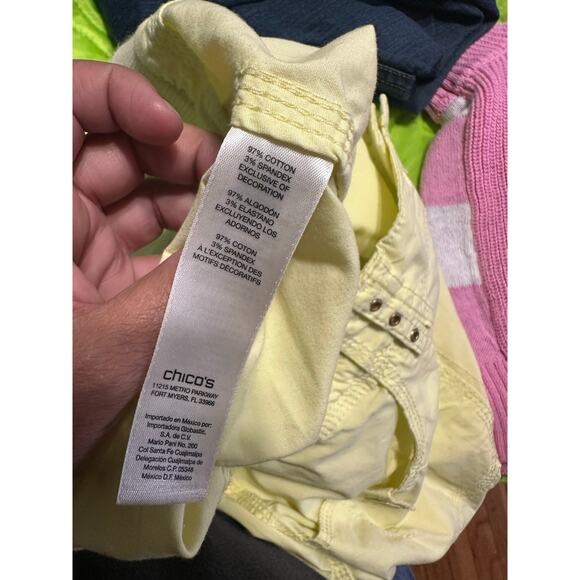 97% COTTON
3% SPANDEX
EXCLUSIVE OF
DECORATION
97% ALGODÓN
3% ELASTANO
EXCLUYENDO LOS
ADORNOS
97% COTON
3% SPANDEX
À L'EXCEPTION DES
MOTIFS DÉCORATIFS
chico's
11215 METRO PARKWAY
FORT MYERS, FL 33966
Importado en México por:
Importadora Globastic,
S.A. de C.V.
Mario Pani No. 200
Col Santa Fe Cuajimalpa
Delegación Cuajimalpa de
Morelos C.P. 05348
México D.F. México